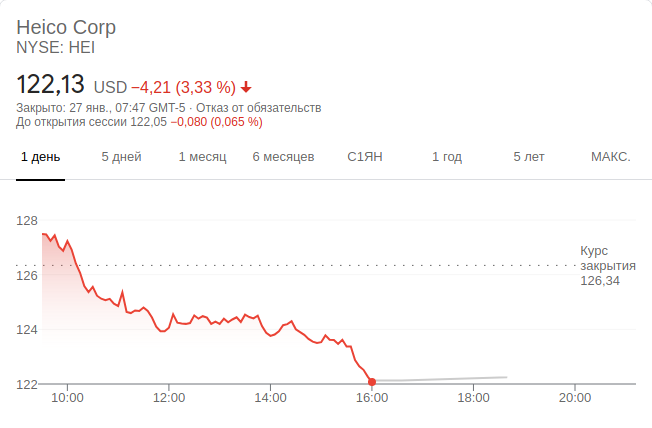 Heico Corp
NYSE: HEI
122,13 USD −4,21 (3,33 %)
Закрыто: 27 янв., 07:47 GMT-5 · Отказ от обязательств
До открытия сессии 122,05 −0,080 (0,065 %)
1 день 5 дней 1 месяц 6 месяцев С1ЯН 1 год 5 лет МАКС.
128
Курс
закрытия
126,34
126
124
122
10:00 12:00 14:00 16:00 18:00 20:00